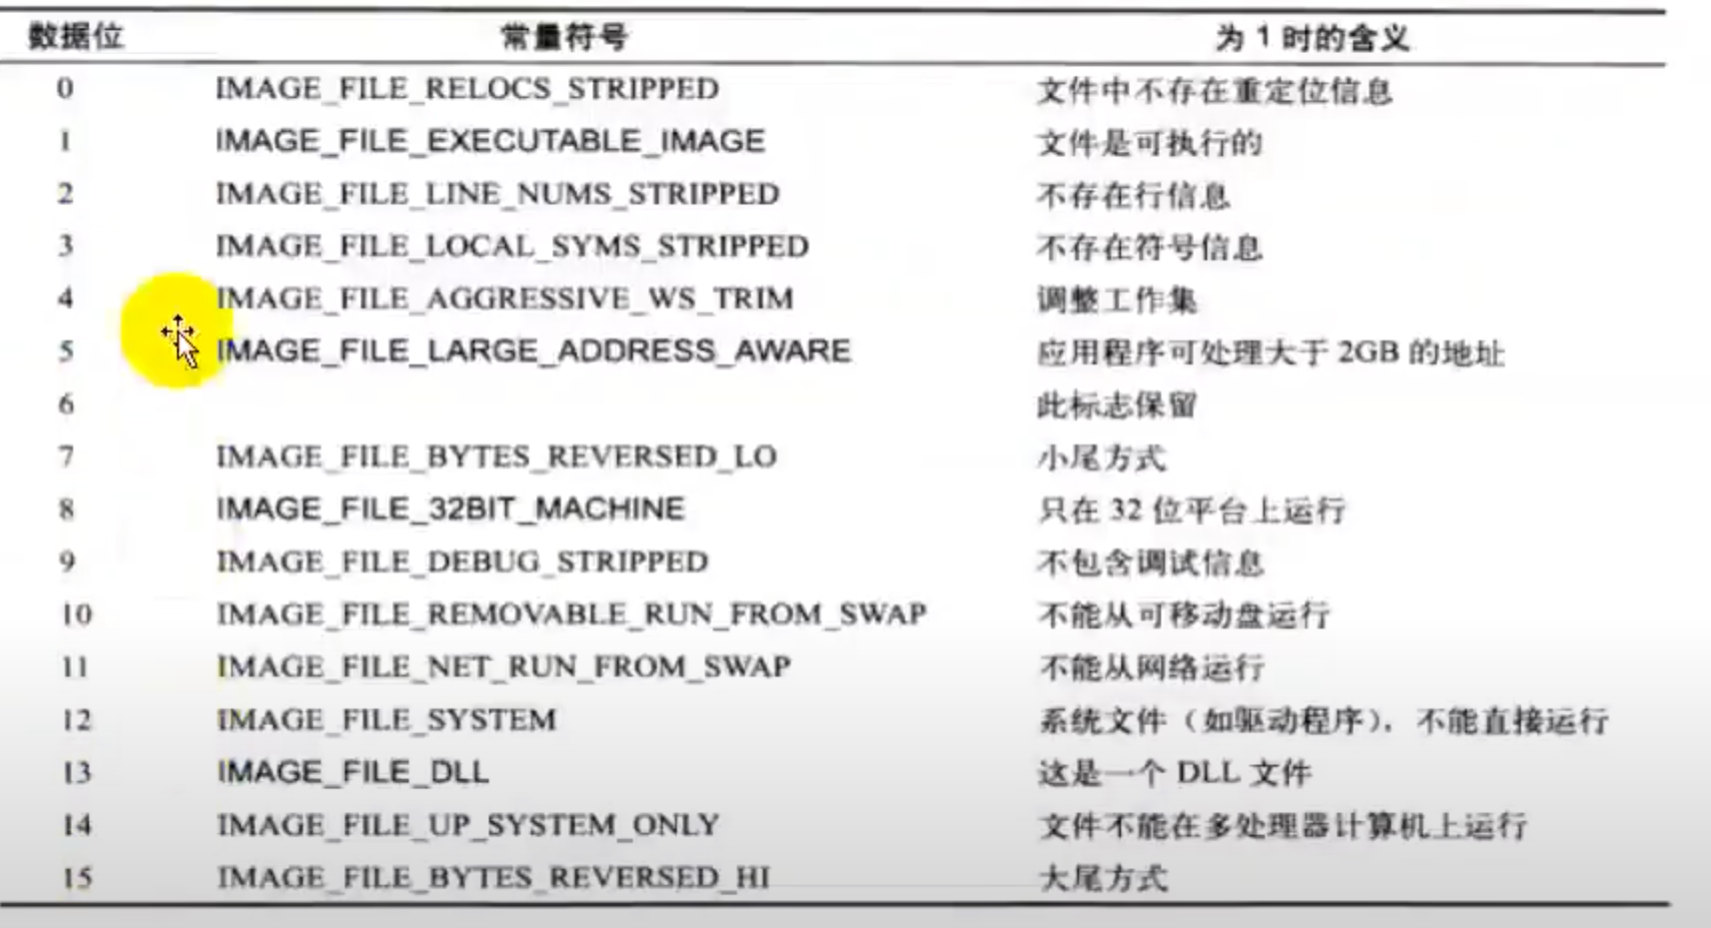 数据位 常量符号 为 1 时的含义
0 IMAGE_FILE_RELOCS_STRIPPED 文件中不存在重定位信息
1 IMAGE_FILE_EXECUTABLE_IMAGE 文件是可执行的
2 IMAGE_FILE_LINE_NUMS_STRIPPED 不存在行信息
3 IMAGE_FILE_LOCAL_SYMS_STRIPPED 不存在符号信息
4 IMAGE_FILE_AGGRESSIVE_WS_TRIM 调整工作集
5 IMAGE_FILE_LARGE_ADDRESS_AWARE 应用程序可处理大于 2GB 的地址
6 此标志保留
7 IMAGE_FILE_BYTES_REVERSED_LO 小尾方式
8 IMAGE_FILE_32BIT_MACHINE 只在 32 位平台上运行
9 IMAGE_FILE_DEBUG_STRIPPED 不包含调试信息
10 IMAGE_FILE_REMOVABLE_RUN_FROM_SWAP 不能从可移动盘运行
11 IMAGE_FILE_NET_RUN_FROM_SWAP 不能从网络运行
12 IMAGE_FILE_SYSTEM 系统文件（如驱动程序），不能直接运行
13 IMAGE_FILE_DLL 这是一个 DLL 文件
14 IMAGE_FILE_UP_SYSTEM_ONLY 文件不能在多处理器计算机上运行
15 IMAGE_FILE_BYTES_REVERSED_HI 大尾方式